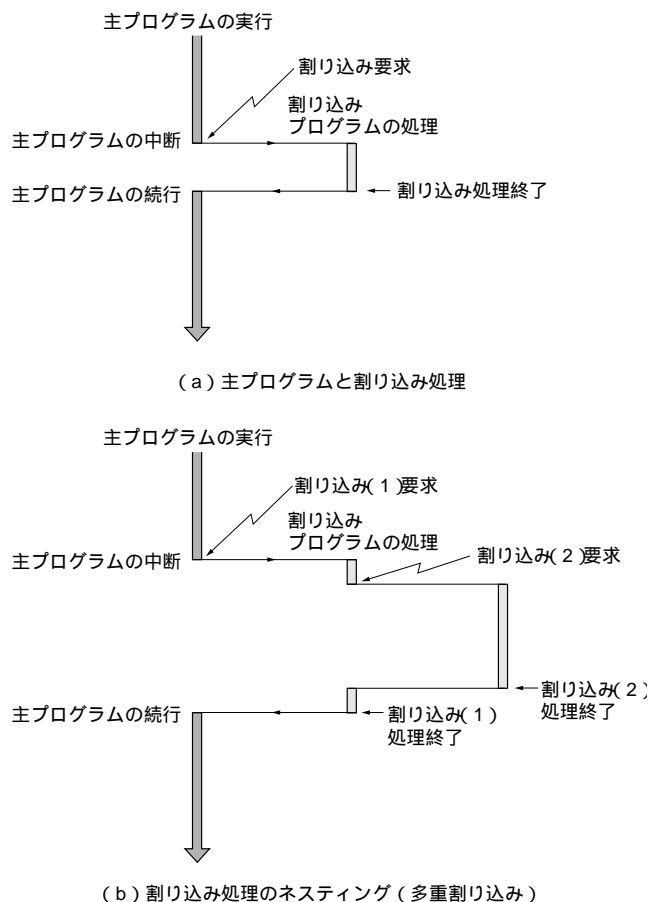 主プログラムの実行
割り込み要求
割り込み
プログラムの処理
主プログラムの中断
主プログラムの続行
割り込み処理終了
(a)主プログラムと割り込み処理
主プログラムの実行
割り込み(1)要求
割り込み
プログラムの処理
割り込み(2)要求
主プログラムの中断
割り込み(2)
処理終了
主プログラムの続行
割り込み(1)
処理終了
(b)割り込み処理のネスティング(多重割り込み)